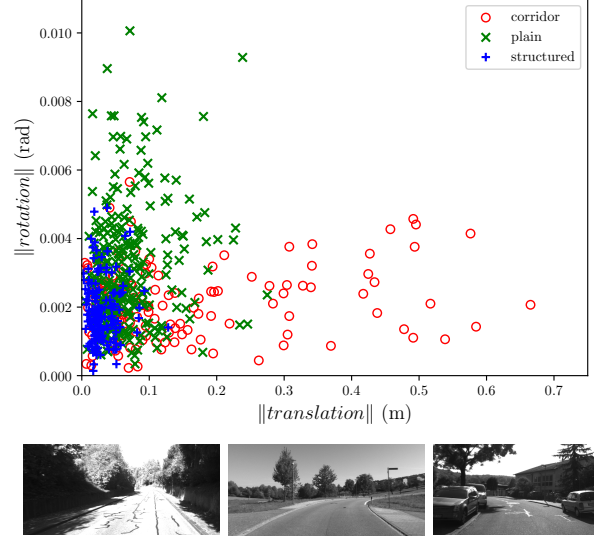 0.010
0.008
0.006
0.004
0.002
0.000
‖rotation‖ (rad)
corridor
plain
structured
0.0 0.1 0.2 0.3 0.4 0.5 0.6 0.7
‖translation‖ (m)